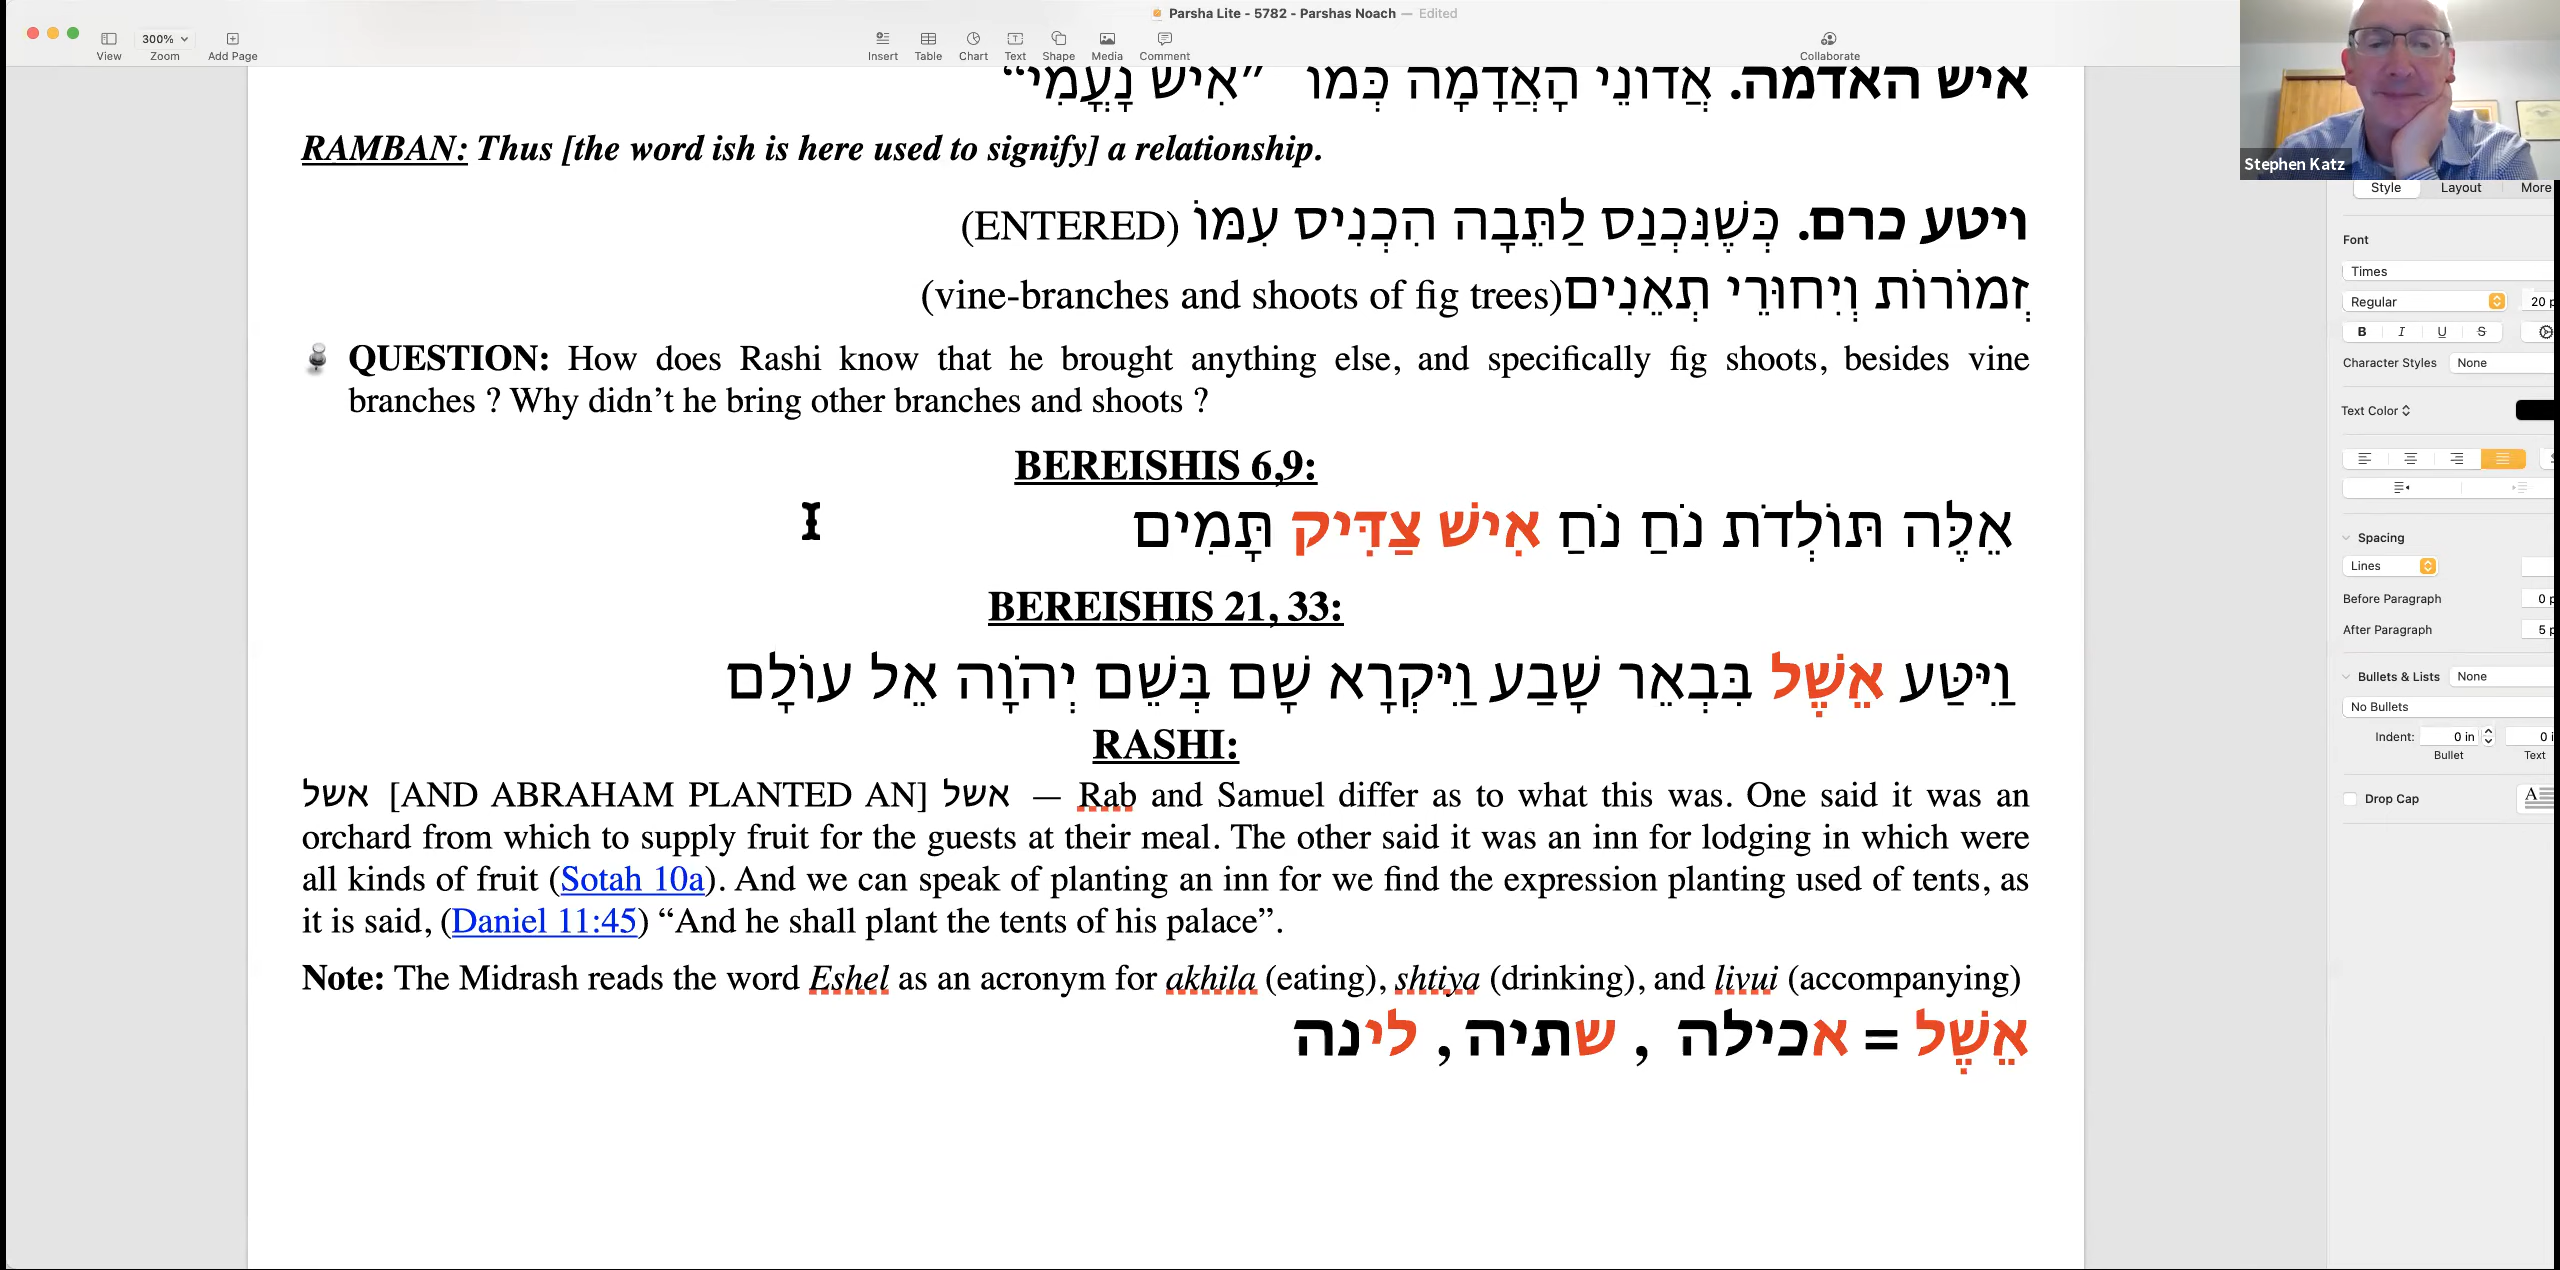 Parsha Lite - 5782 - Parshas Noach — Edited
View
300%
Zoom
Add Page
Insert
Table
Chart
Text
Shape
Media
Comment
Collaborate
איש האדמה. אֲדוֹנֵי הָאֲדָמָה כְּמוֹ ״אִישׁ נָעֳמִי״
RAMBAN: Thus [the word ish is here used to signify] a relationship.
ויטע כרם. כְּשֶׁנִּכְנַס לַתֵּבָה הִכְנִיס עִמּוֹ (ENTERED)
זְמוֹרוֹת וְיִחוּרֵי תְאֵנִים(vine-branches and shoots of fig trees)
QUESTION: How does Rashi know that he brought anything else, and specifically fig shoots, besides vine
branches ? Why didn’t he bring other branches and shoots ?
BEREISHIS 6,9:
אֵלֶּה תּוֹלְדֹת נֹחַ נֹחַ אִישׁ צַדִּיק תָּמִים
BEREISHIS 21, 33:
וַיִּטַּע אֵשֶׁל בִּבְאֵר שָׁבַע וַיִּקְרָא שָׁם בְּשֵׁם יְהֹוָה אֵל עוֹלָם
RASHI:
אשל [AND ABRAHAM PLANTED AN] אשל — Rab and Samuel differ as to what this was. One said it was an
orchard from which to supply fruit for the guests at their meal. The other said it was an inn for lodging in which were
all kinds of fruit (Sotah 10a). And we can speak of planting an inn for we find the expression planting used of tents, as
it is said, (Daniel 11:45) “And he shall plant the tents of his palace”.
Note: The Midrash reads the word Eshel as an acronym for akhila (eating), shtiya (drinking), and livui (accompanying)
אֵשֶׁל = אכילה , שתיה , לינה
Stephen Katz
Style
Layout
More
Font
Times
Regular
20 p
B
I
U
S
Character Styles
None
Text Color
Spacing
Lines
Before Paragraph
0 p
After Paragraph
5 p
Bullets & Lists
None
No Bullets
Indent:
0 in
0 i
Bullet
Text
Drop Cap
A